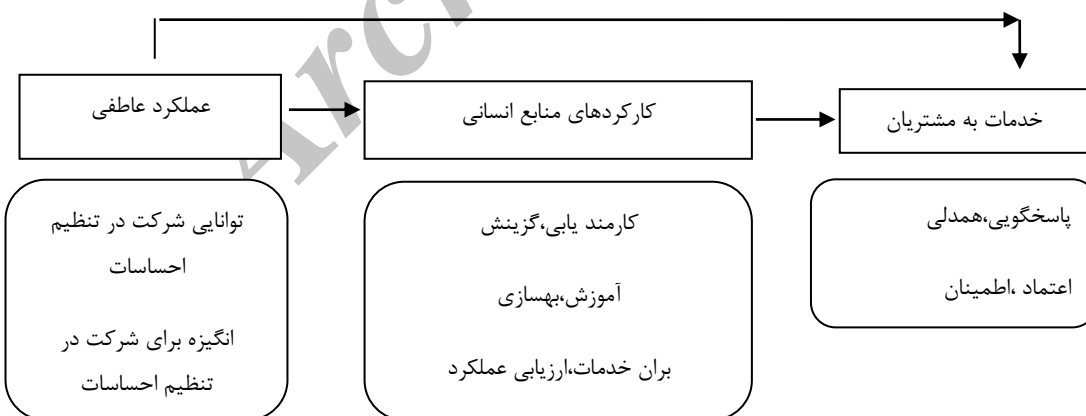 عملکرد عاطفی
کارکردهای منابع انسانی
خدمات به مشتریان
توانایی شرکت در تنظیم
احساسات
انگیزه برای شرکت در
تنظیم احساسات
کارمند یابی،گزینش
آموزش،بهسازی
بران خدمات،ارزیابی عملکرد
پاسخگویی،همدلی
اعتماد ،اطمینان
Arc